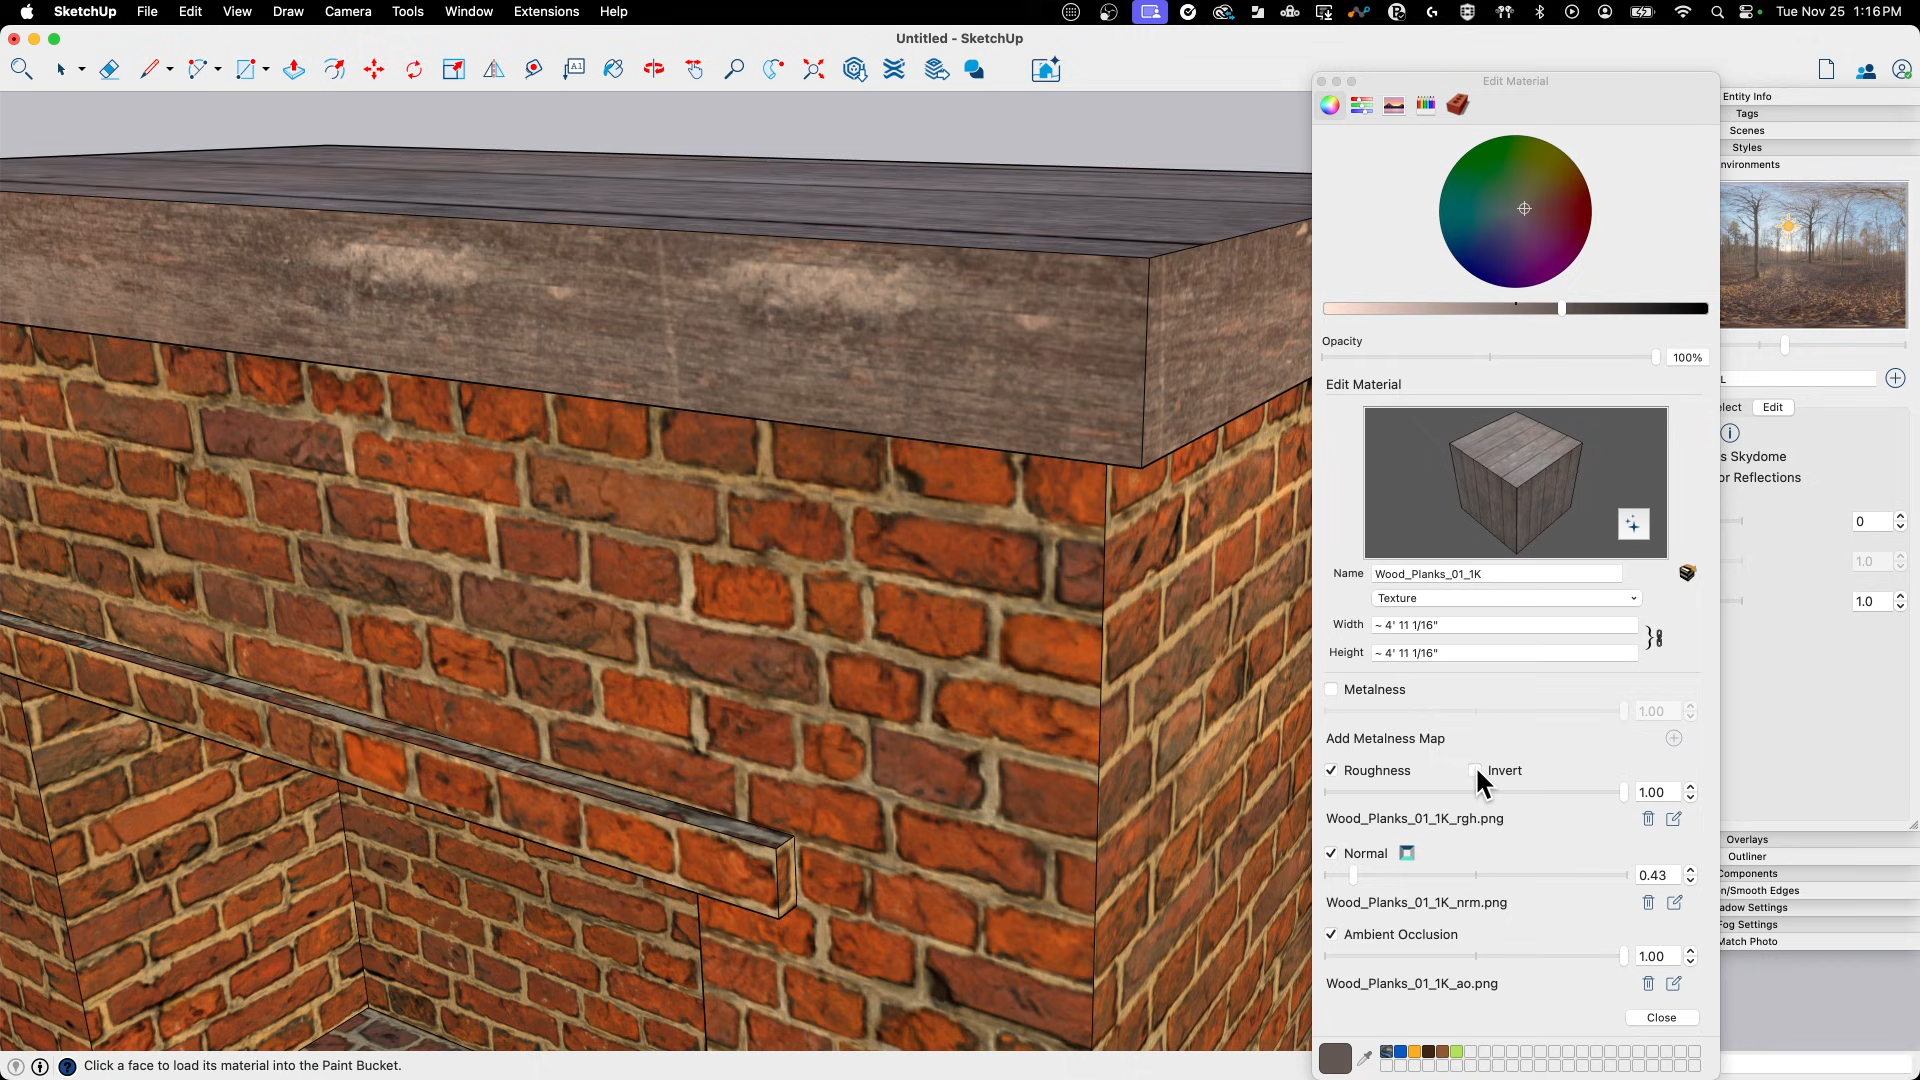 SketchUp File Edit View Draw Camera Tools Window Extensions Help Tue Nov 25 1:16 PM
Untitled - SketchUp
A1
Edit Material
Entity Info
Tags
Scenes
Styles
nvironments
Opacity
100%
Edit Material
L
elect Edit
s Skydome
or Reflections
0
1.0
1.0
Name Wood_Planks_01_1K
Texture
Width ~ 4' 11 1/16"
Height ~ 4' 11 1/16"
Metalness
1.00
Add Metalness Map
Roughness Invert
1.00
Wood_Planks_01_1K_rgh.png
Normal
0.43
Wood_Planks_01_1K_nrm.png
Ambient Occlusion
1.00
Wood_Planks_01_1K_ao.png
Close
Overlays
Outliner
Components
n/Smooth Edges
adow Settings
Fog Settings
Match Photo
Click a face to load its material into the Paint Bucket.